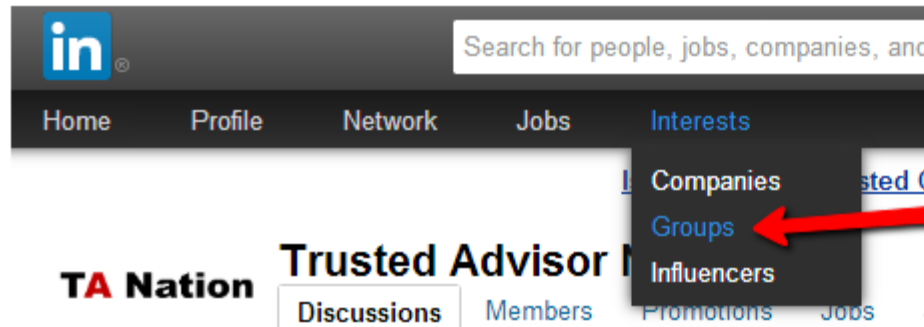 in®
Search for people, jobs, companies, and
Home Profile Network Jobs Interests
Companies
Groups
Influencers
TA Nation
Trusted Advisor
Discussions Members Promotions Jobs